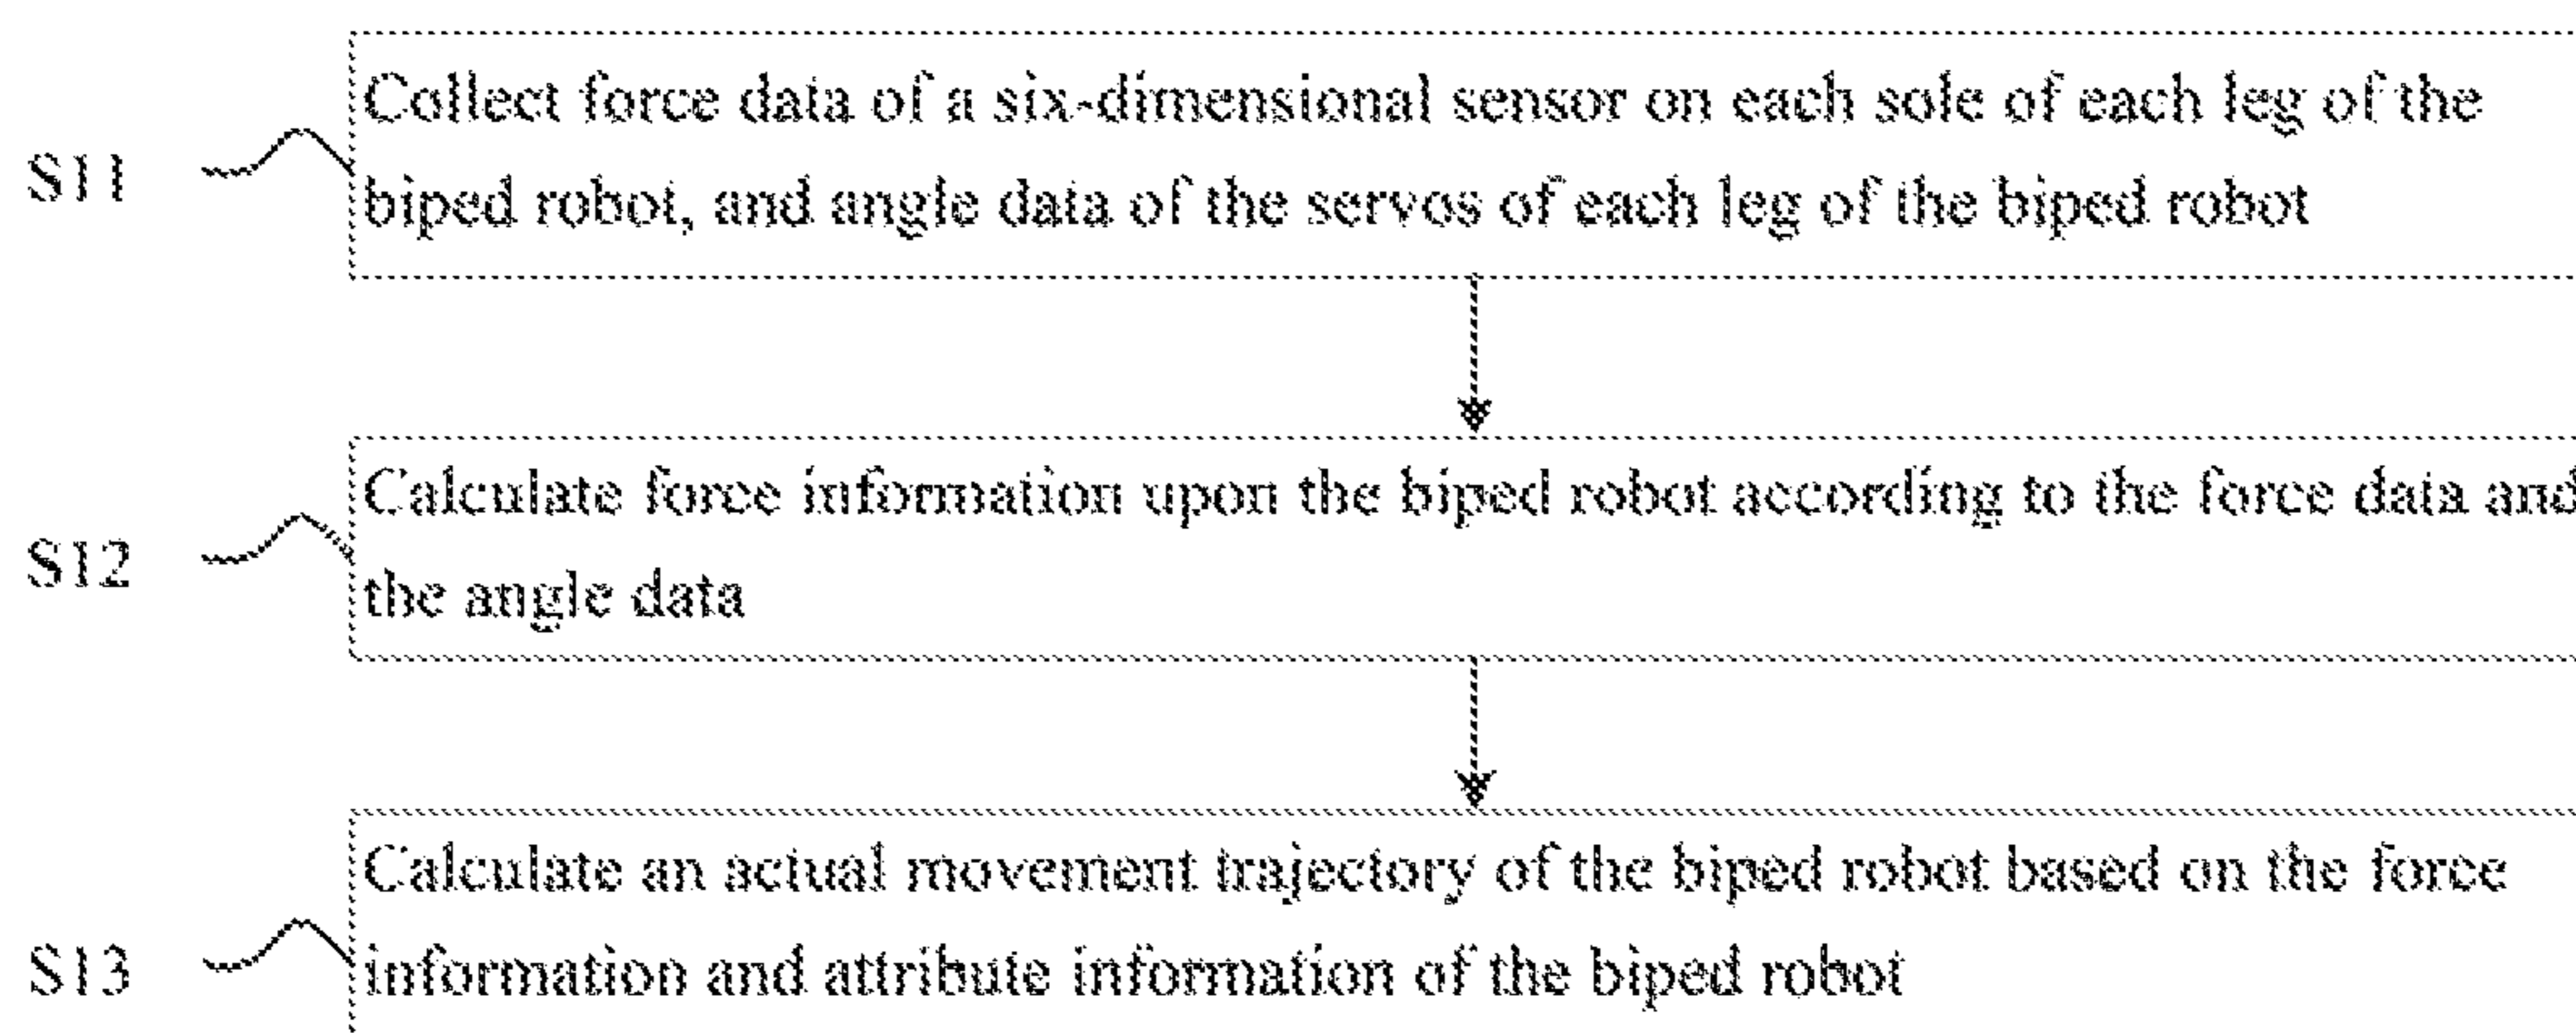 S11
Collect force data of a six-dimensional sensor on each sole of each leg of the
biped robot, and angle data of the servos of each leg of the biped robot
S12
Calculate force information upon the biped robot according to the force data and
the angle data
S13
Calculate an actual movement trajectory of the biped robot based on the force
information and attribute information of the biped robot